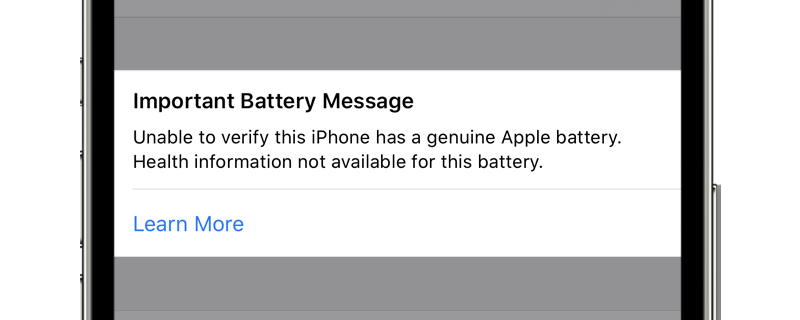 Important Battery Message
Unable to verify this iPhone has a genuine Apple battery.
Health information not available for this battery.
Learn More